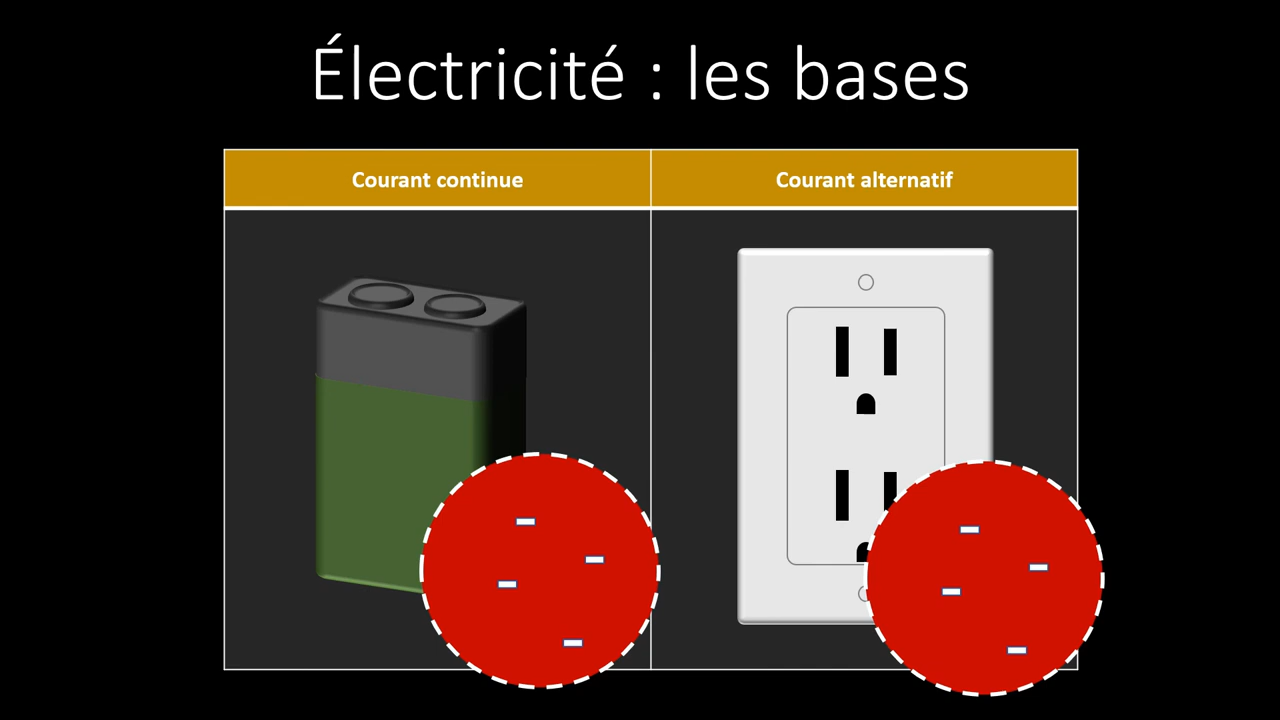 Électricité : les bases
Courant continue
Courant alternatif